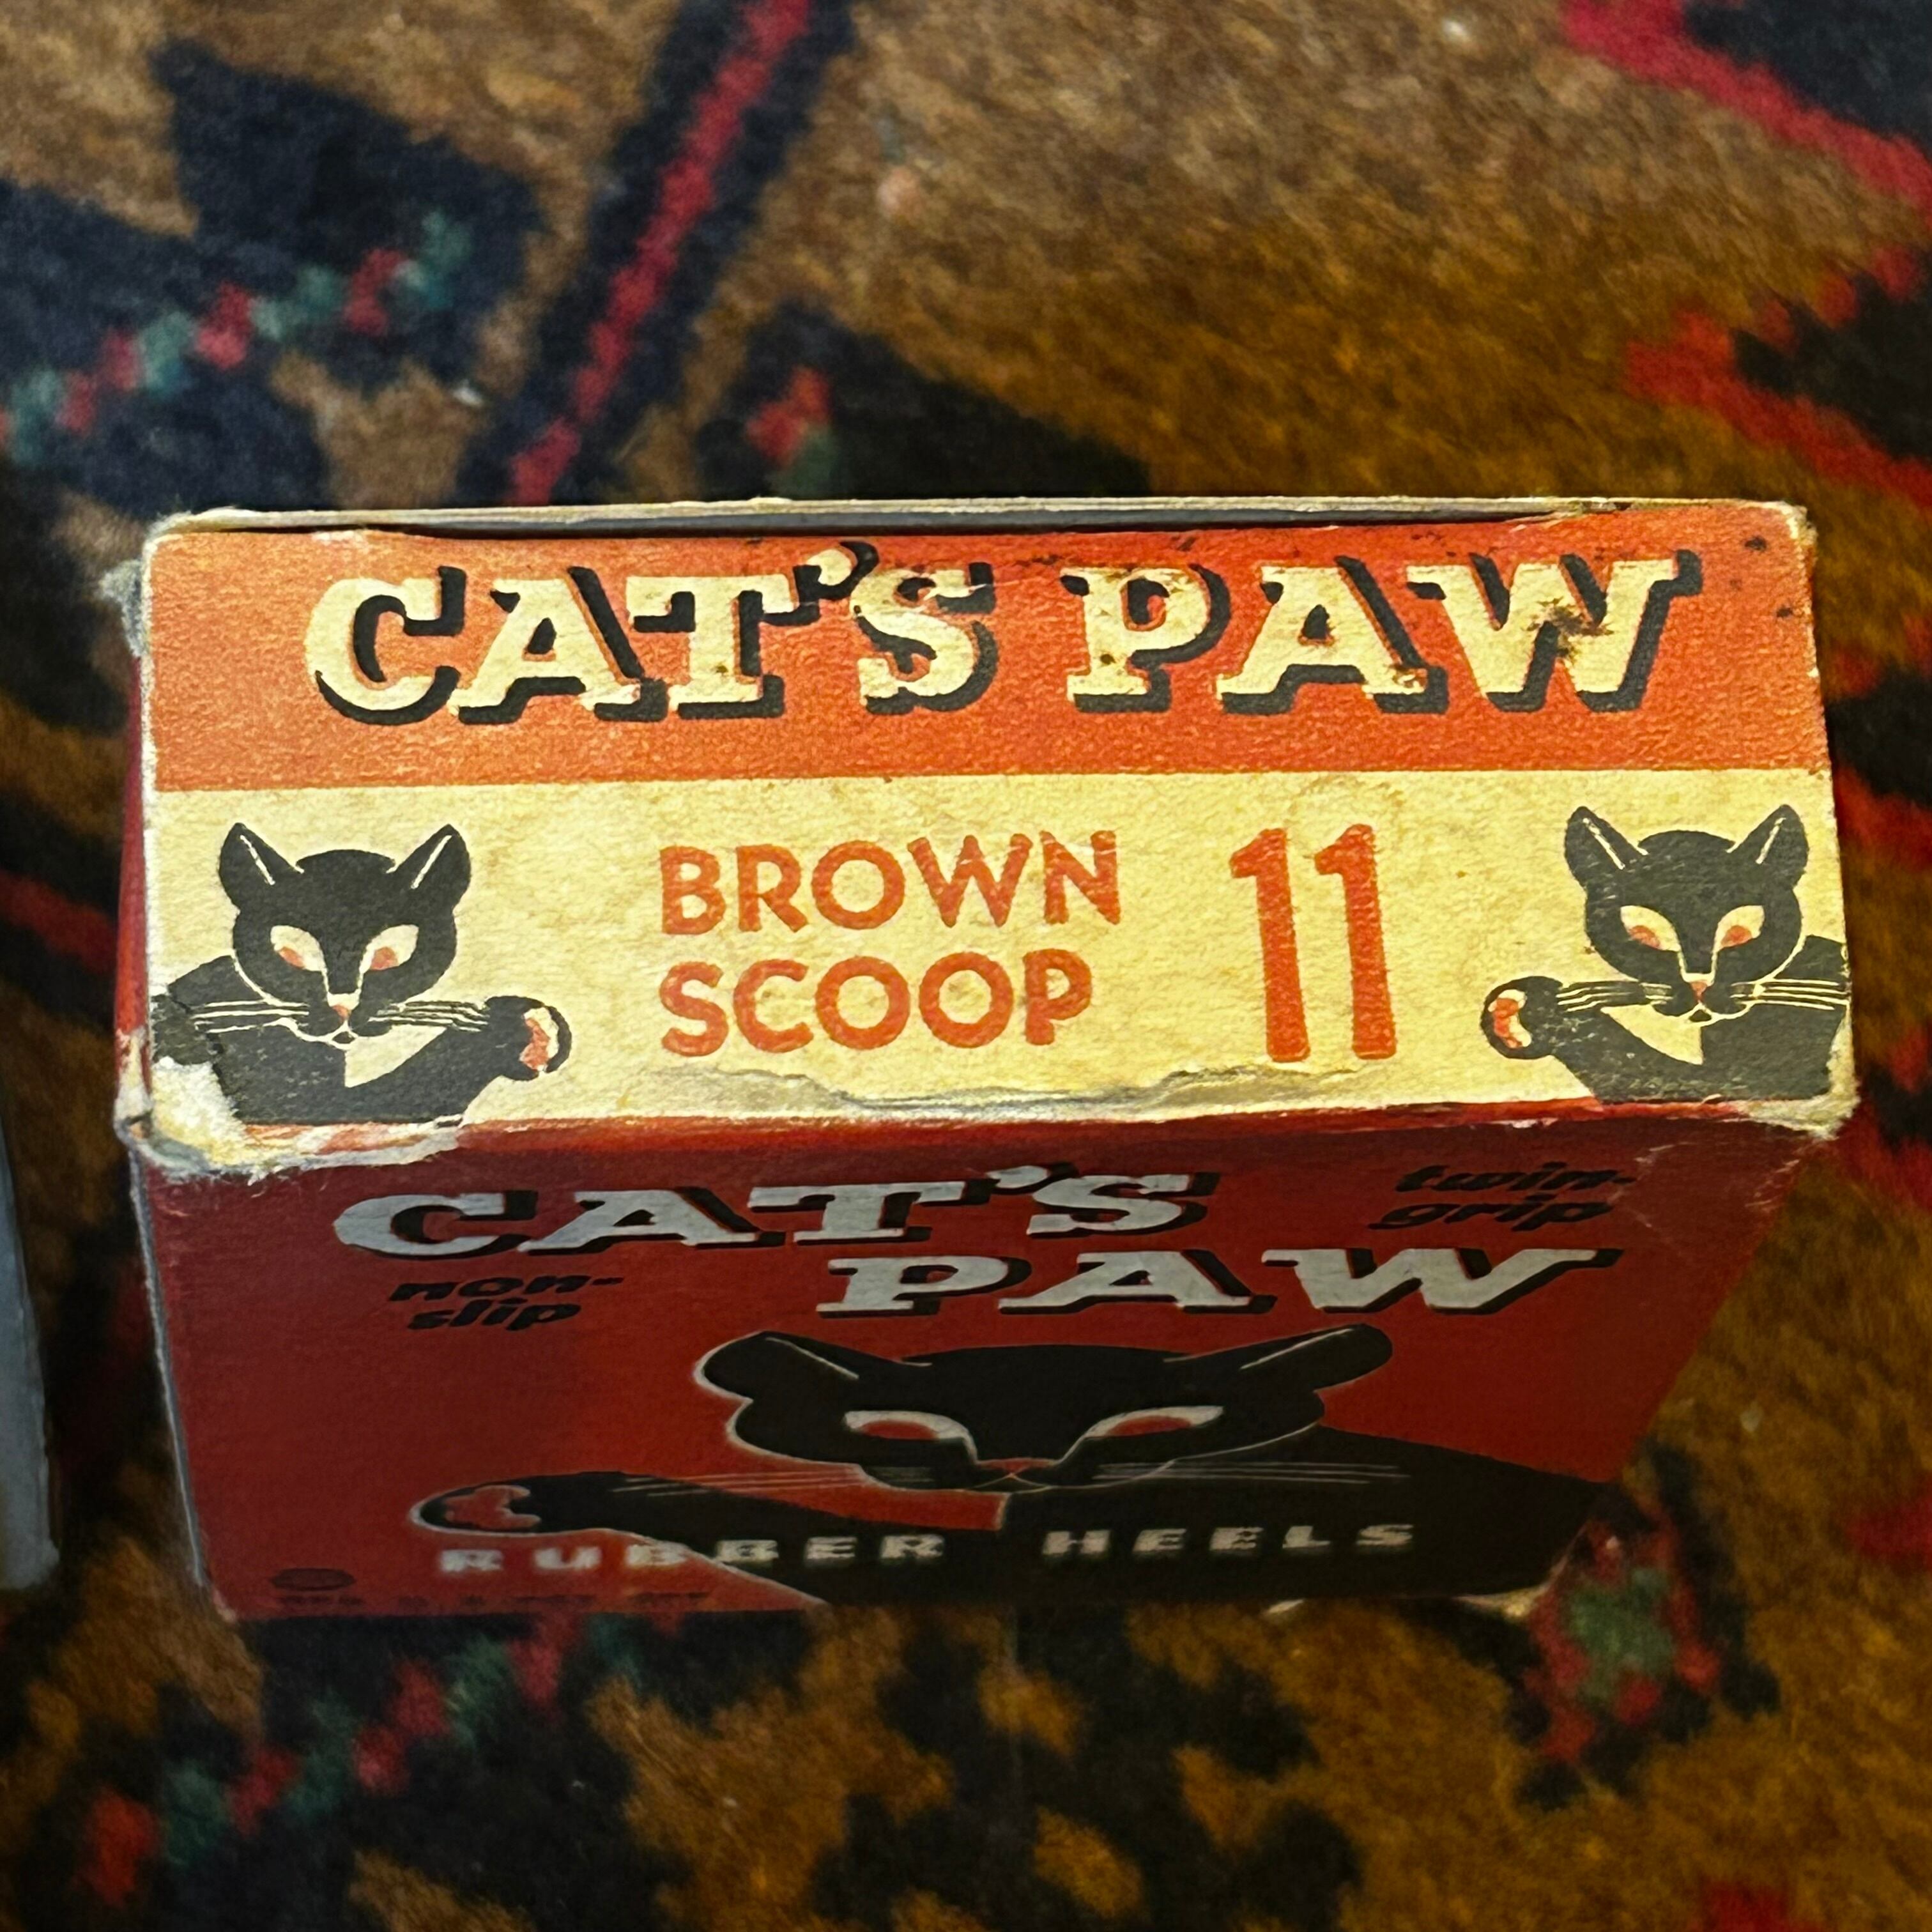 CAT'S PAW
BROWN 11
SCOOP
CAT'S twin-
grip
non-
slip
PAW
RUBBER HEELS